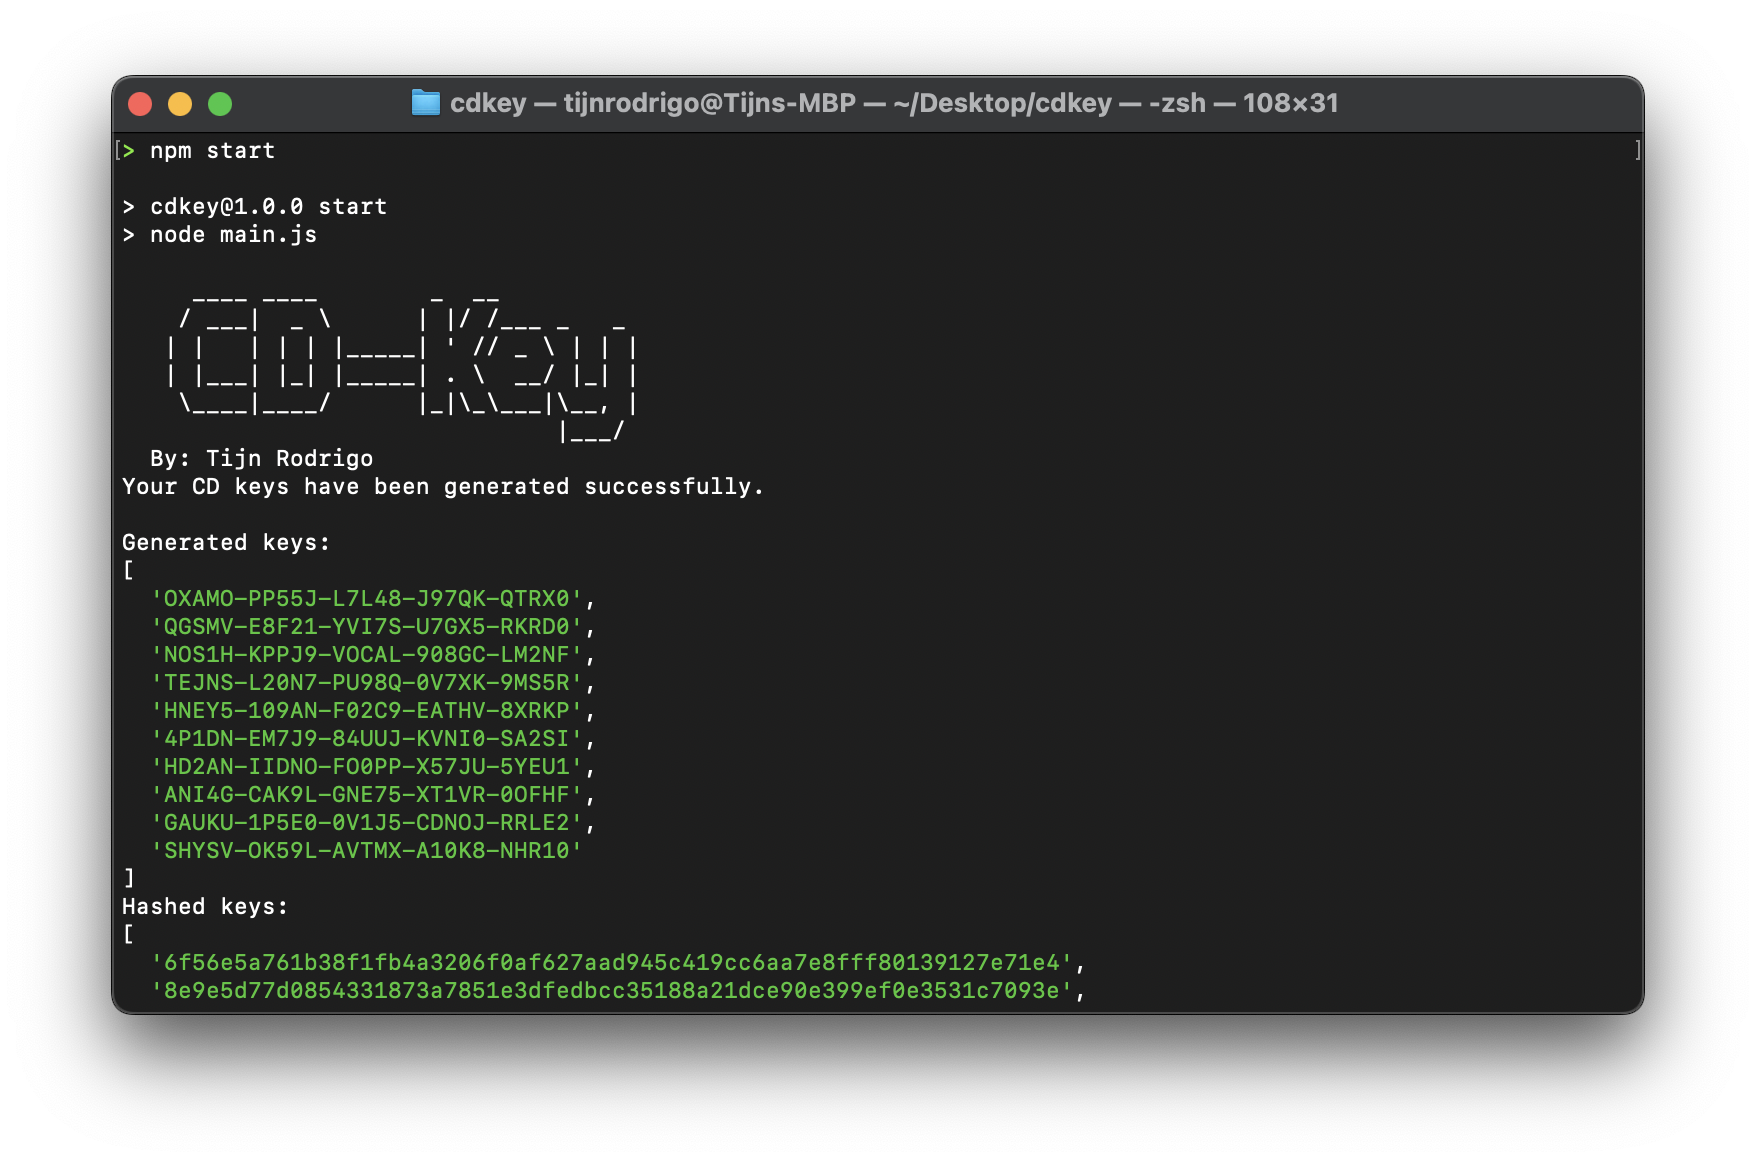 cdkey — tijnrodrigo@Tijns-MBP — ~/Desktop/cdkey — -zsh — 108×31
[> npm start ]
> cdkey@1.0.0 start
> node main.js
     ____ ____        _  __
    / ___|  _ \      | |/ /___ _   _
   | |   | | | |_____| ' // _ \ | | |
   | |___| |_| |_____| . \  __/ |_| |
    \____|____/      |_|\_\___|\__, |
                               |___/
  By: Tijn Rodrigo
Your CD keys have been generated successfully.
Generated keys:
[
  'OXAMO-PP55J-L7L48-J97QK-QTRX0',
  'QGSMV-E8F21-YVI7S-U7GX5-RKRD0',
  'NOS1H-KPPJ9-VOCAL-908GC-LM2NF',
  'TEJNS-L20N7-PU98Q-0V7XK-9MS5R',
  'HNEY5-109AN-F02C9-EATHV-8XRKP',
  '4P1DN-EM7J9-84UUJ-KVNI0-SA2SI',
  'HD2AN-IIDNO-FO0PP-X57JU-5YEU1',
  'ANI4G-CAK9L-GNE75-XT1VR-0OFHF',
  'GAUKU-1P5E0-0V1J5-CDNOJ-RRLE2',
  'SHYSV-OK59L-AVTMX-A10K8-NHR10'
]
Hashed keys:
[
  '6f56e5a761b38f1fb4a3206f0af627aad945c419cc6aa7e8fff80139127e71e4',
  '8e9e5d77d0854331873a7851e3dfedbcc35188a21dce90e399ef0e3531c7093e',